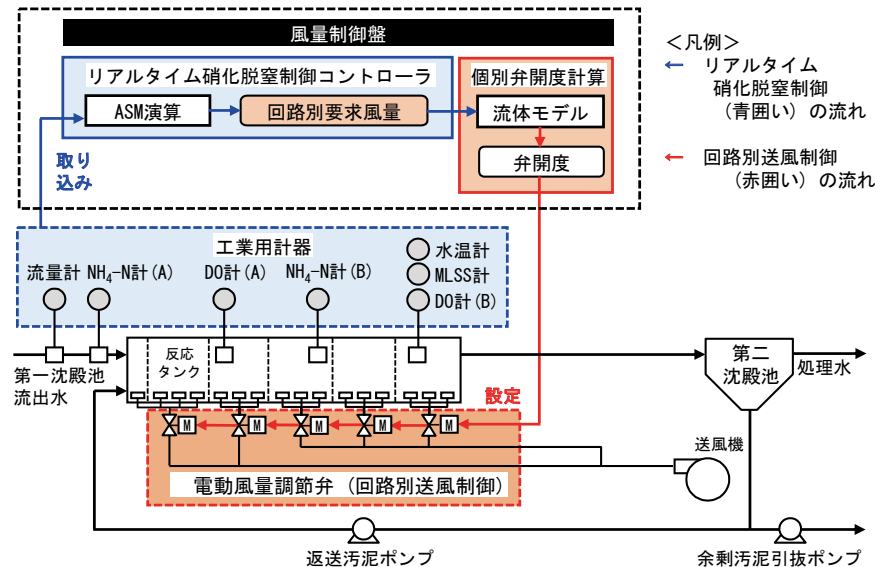 風量制御盤
リアルタイム硝化脱窒制御コントローラ
ASM演算
回路別要求風量
個別弁開度計算
流体モデル
弁開度
<凡例>
← リアルタイム
硝化脱窒制御
(青囲い)の流れ
← 回路別送風制御
(赤囲い)の流れ
取り
込み
工業用計器
流量計
NH₄-N計(A)
DO計(A)
NH₄-N計(B)
水温計
MLSS計
DO計(B)
第一沈殿池
流出水
反応
タンク
第二
沈殿池
処理水
設定
M M M M M
送風機
電動風量調節弁(回路別送風制御)
返送汚泥ポンプ
余剰汚泥引抜ポンプ